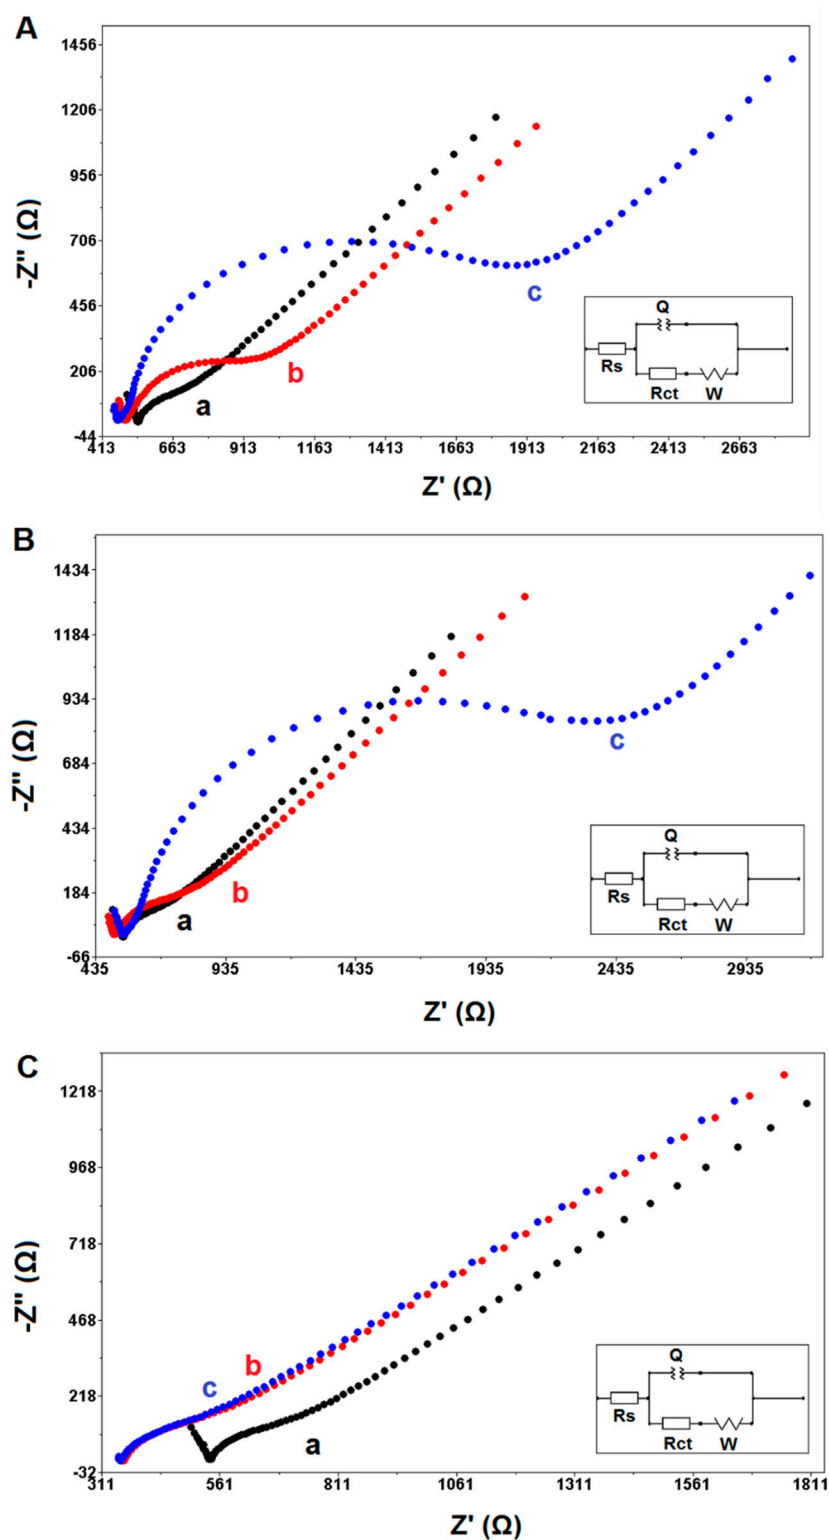 A
1456
1206
956
706
456
206
-44
-Z'' (Ω)
a
b
c
Q
Rs
Rct
W
413 663 913 1163 1413 1663 1913 2163 2413 2663
Z' (Ω)
B
1434
1184
934
684
434
184
-66
-Z'' (Ω)
a
b
c
Q
Rs
Rct
W
435 935 1435 1935 2435 2935
Z' (Ω)
C
1218
968
718
468
218
-32
-Z'' (Ω)
c
b
a
Q
Rs
Rct
W
311 561 811 1061 1311 1561 1811
Z' (Ω)